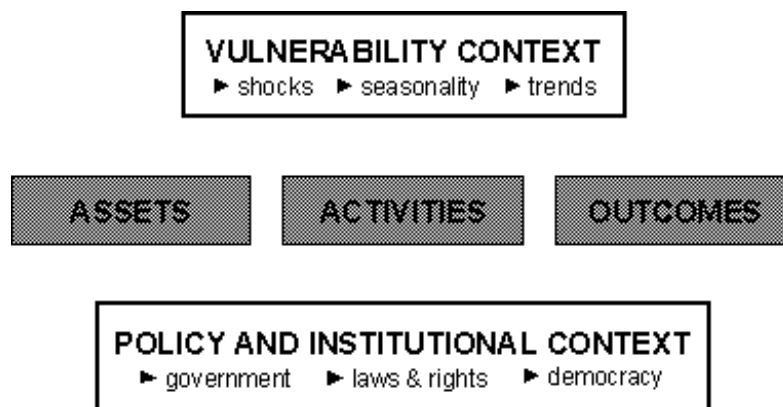 VULNERABILITY CONTEXT
► shocks ► seasonality ► trends
ASSETS ACTIVITIES OUTCOMES
POLICY AND INSTITUTIONAL CONTEXT
► government ► laws & rights ► democracy